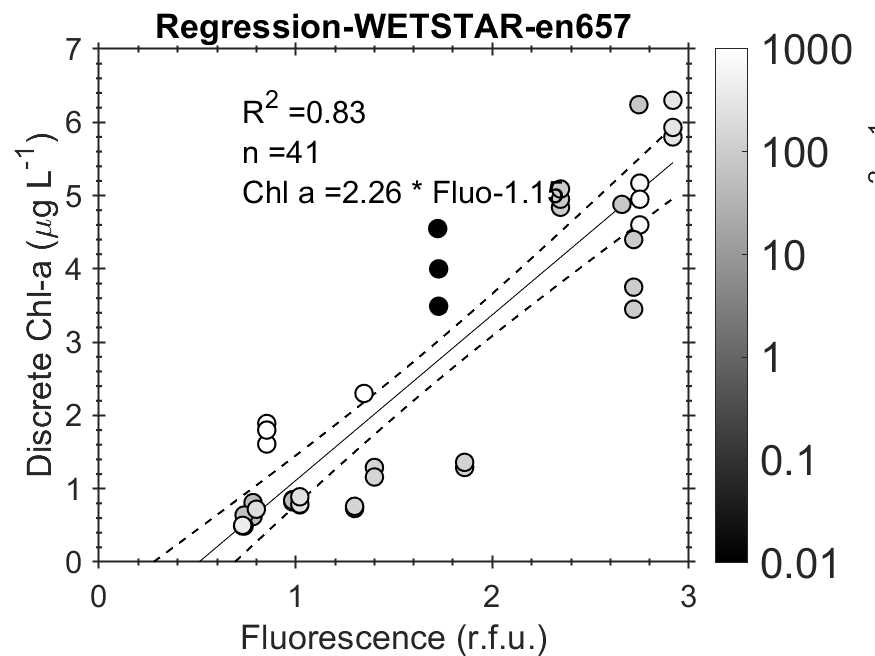 Regression-WETSTAR-en657
R² =0.83
n =41
Chl a =2.26 * Fluo-1.15
Discrete Chl-a (μg L⁻¹)
7
6
5
4
3
2
1
0
0 1 2 3
Fluorescence (r.f.u.)
1000
100
10
1
0.1
0.01